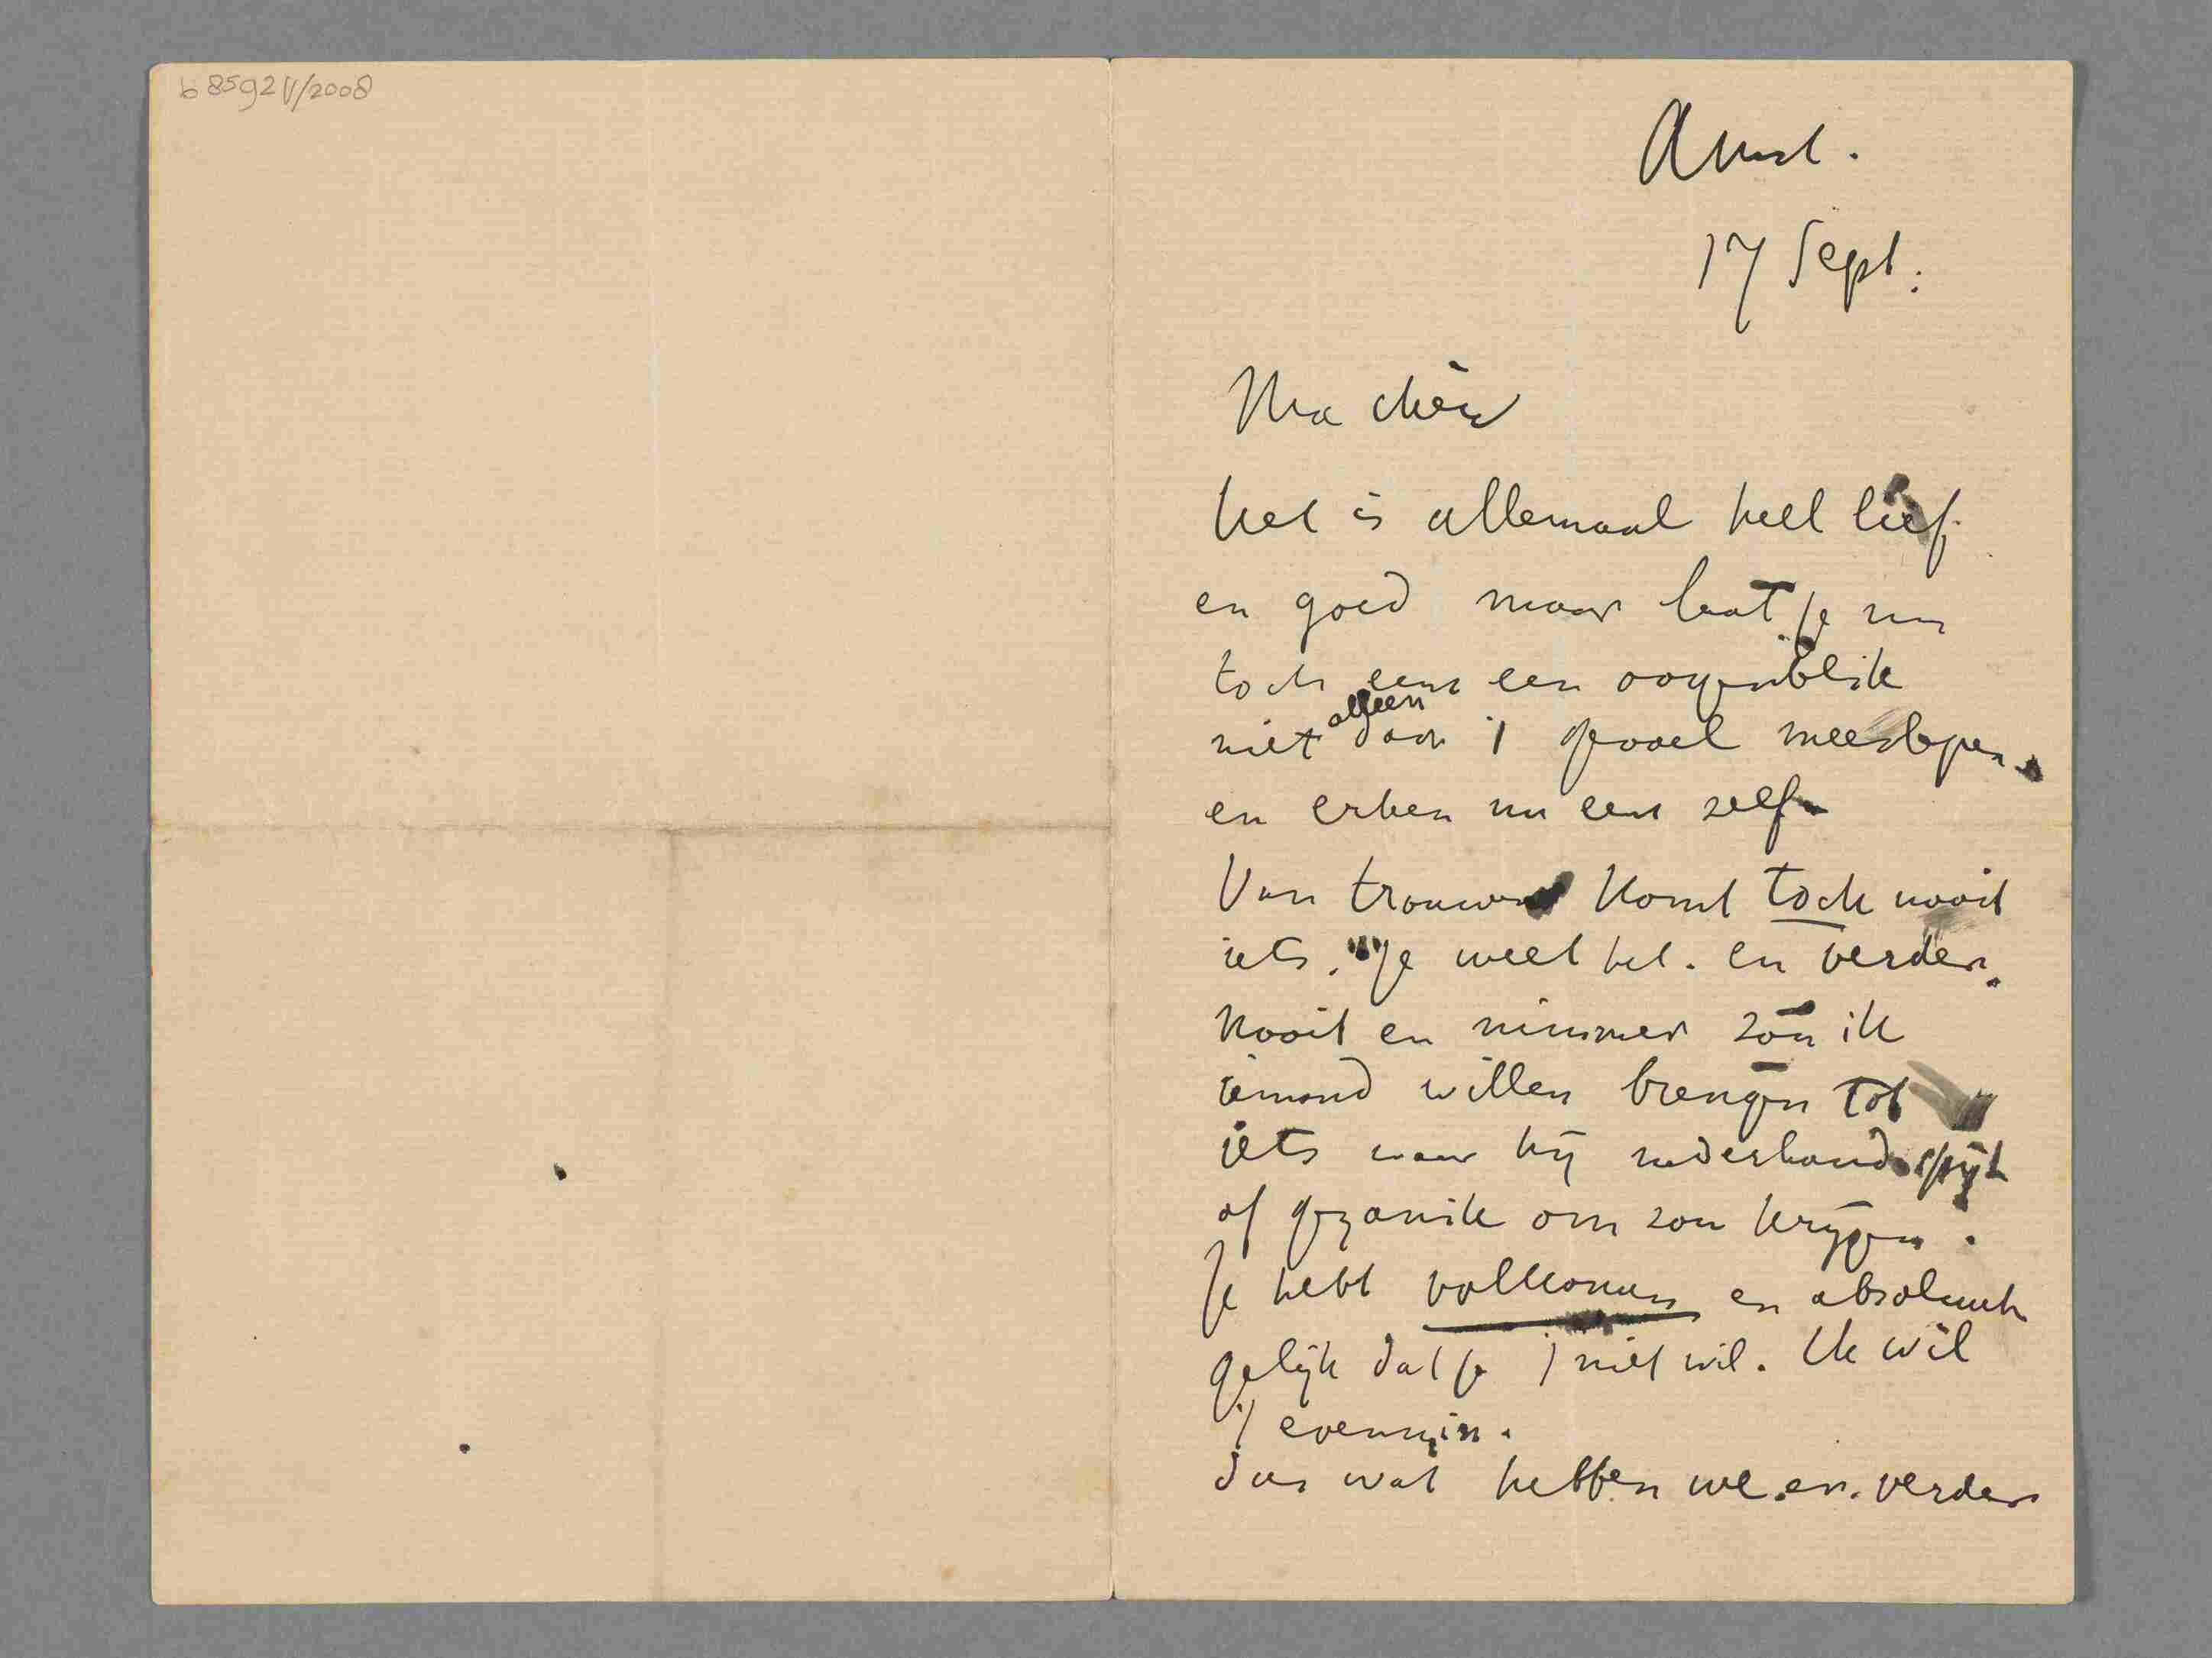 b 8592 V/2008
Amst.
17 Sept.
Ma chère
het is allemaal heel lief
en goed maar laat je nu
toch eens een oogenblik
niet alleen door 't gevoel meeslepen.
en erken nu eens zelf
Van trouwen komt toch nooit
iets. Je weet het. en verder.
Nooit en nimmer zou ik
iemand willen brengen tot
iets waar hij naderhand spijt
of gezanik om zou krijgen.
Je hebt volkomen en absoluut
gelijk dat je 't niet wil. Ik wil
't evenmin.
dus wat hebben we er verder